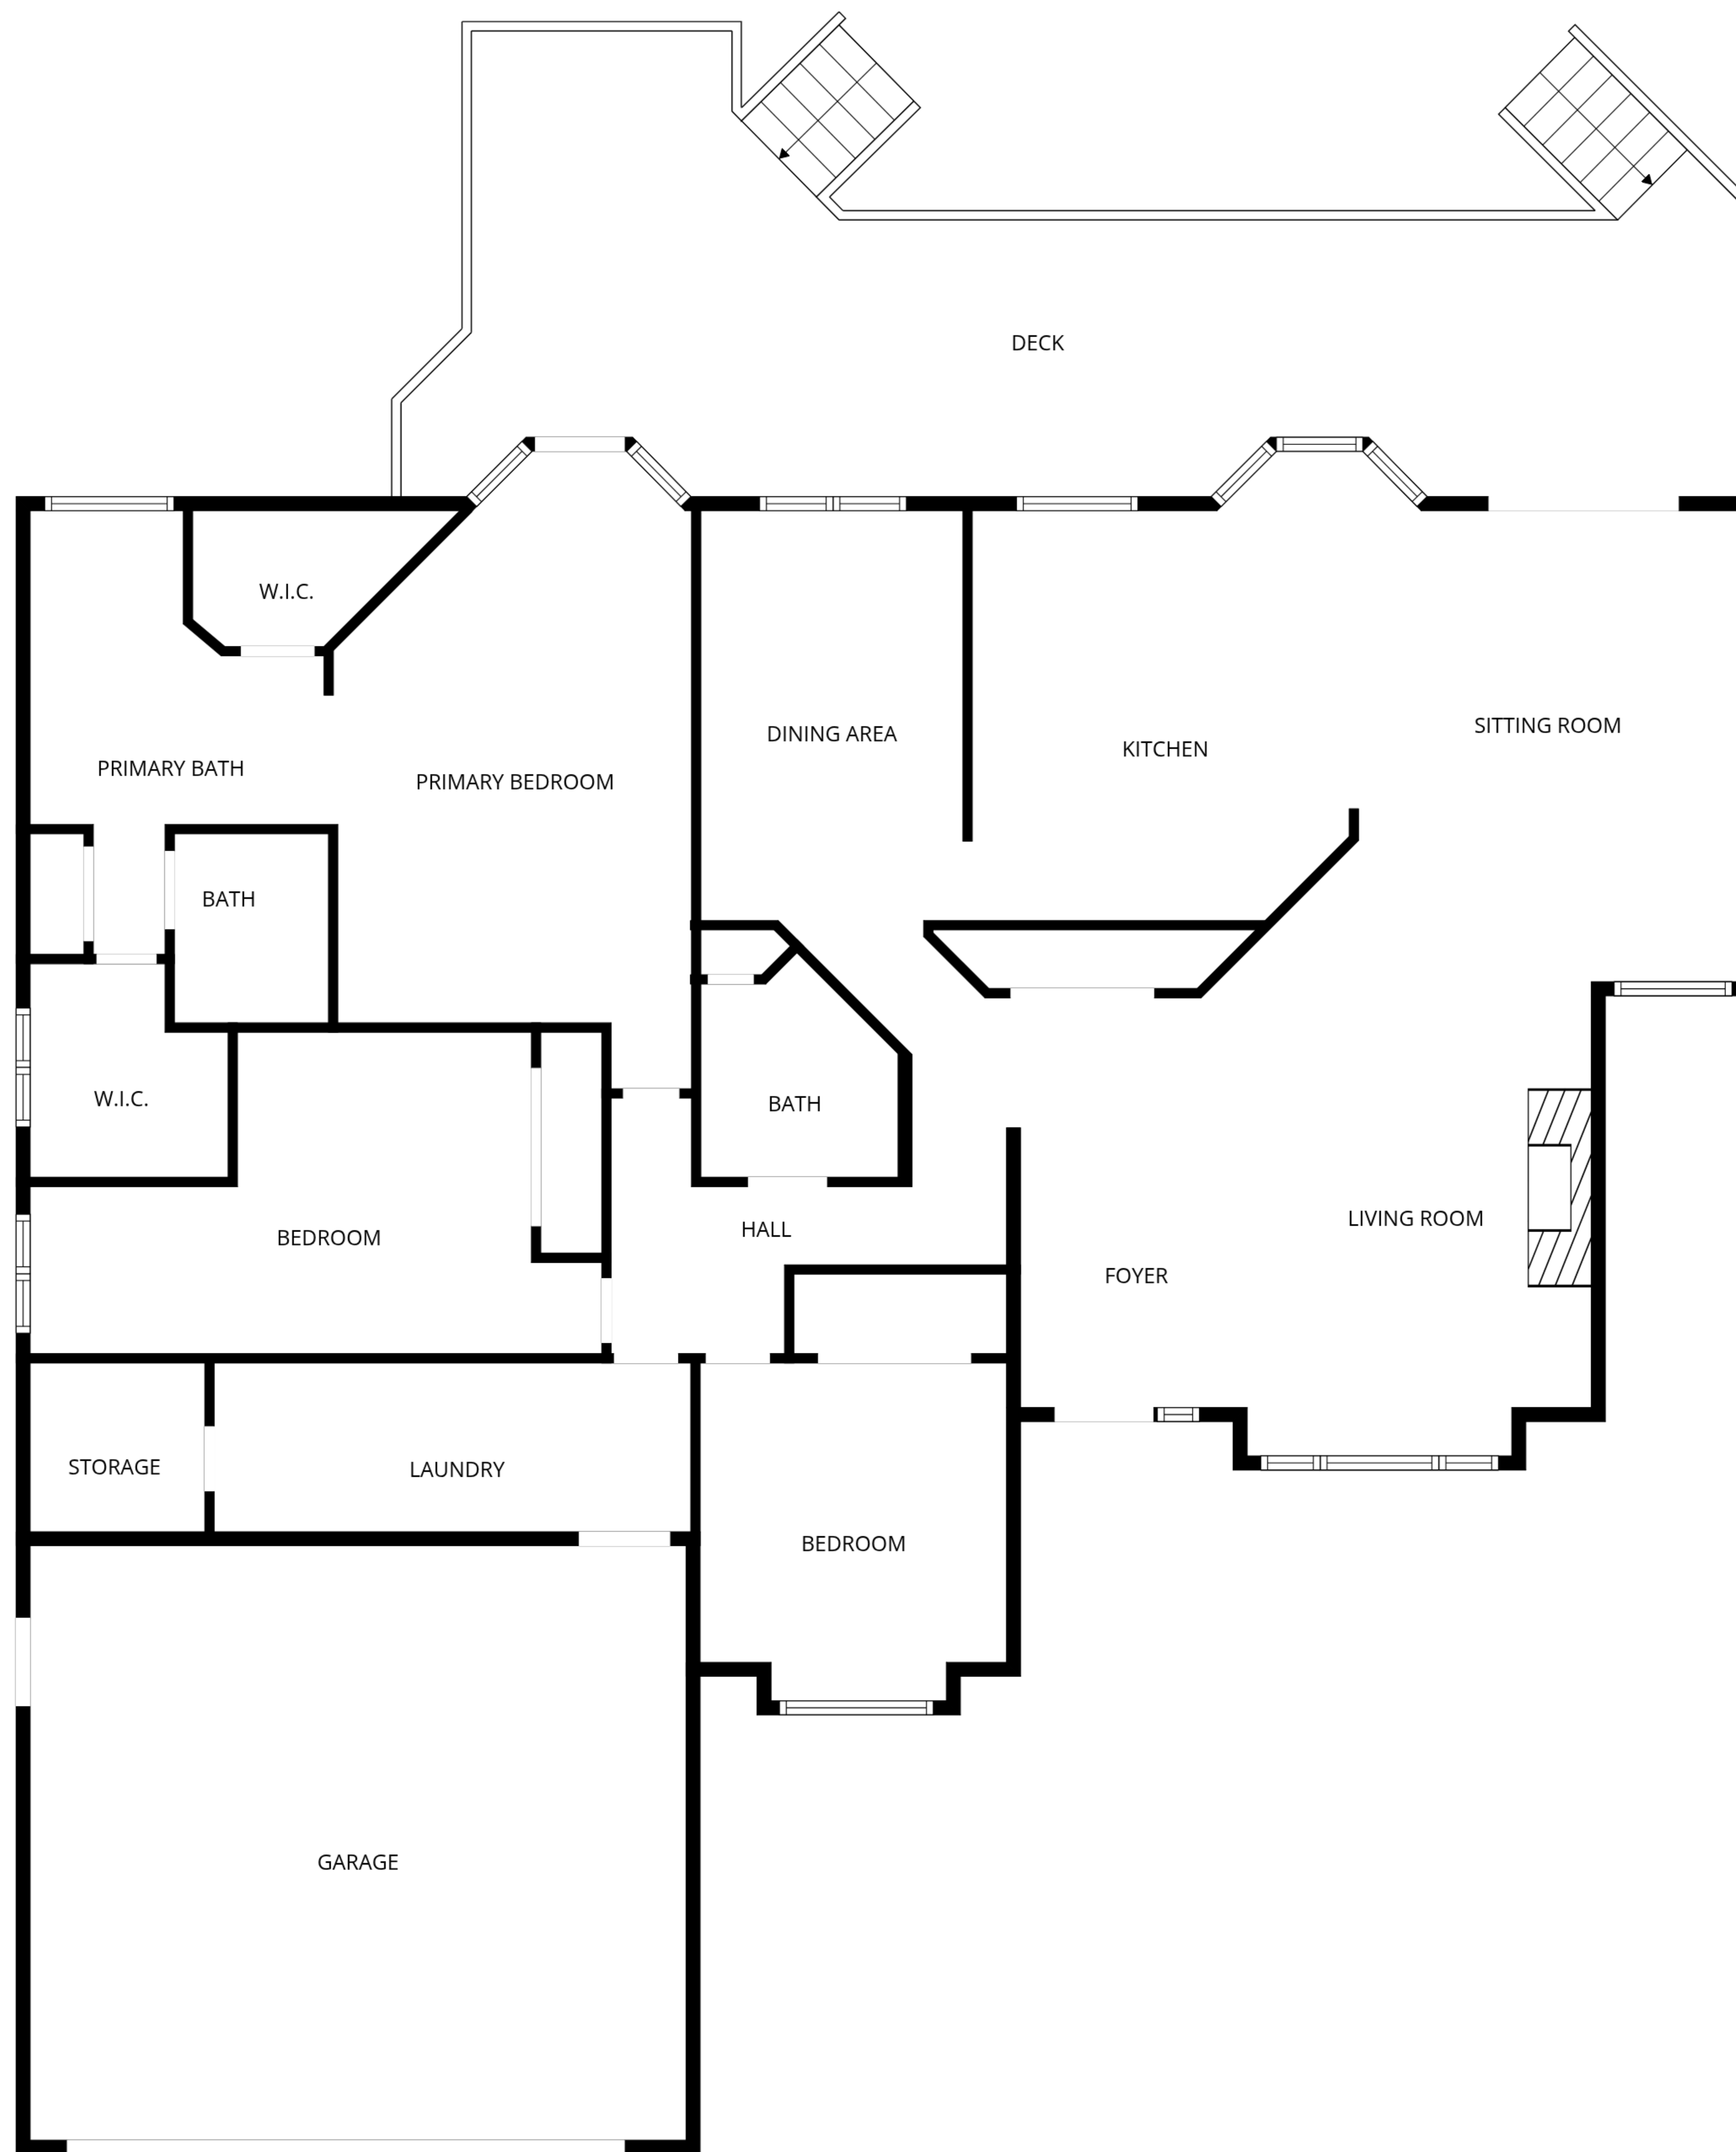 DECK
W.I.C.
SITTING ROOM
DINING AREA
KITCHEN
PRIMARY BATH
PRIMARY BEDROOM
BATH
W.I.C.
BATH
LIVING ROOM
HALL
BEDROOM
FOYER
STORAGE
LAUNDRY
BEDROOM
GARAGE